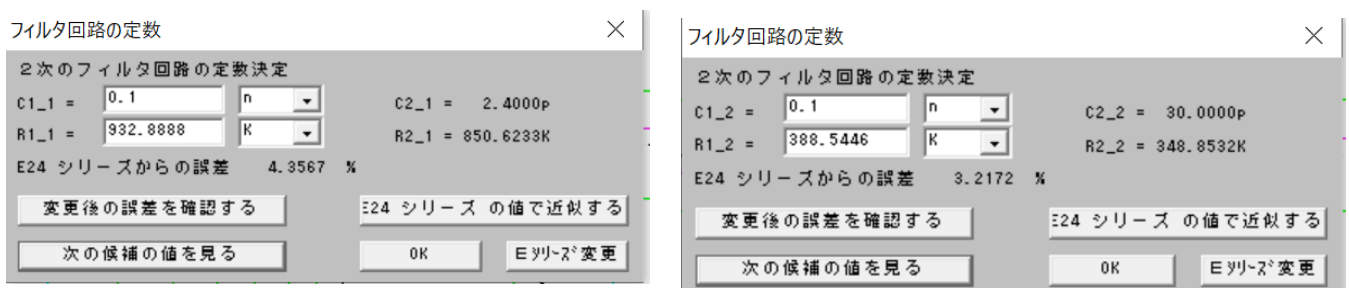 フィルタ回路の定数
2次のフィルタ回路の定数決定
C1_1 = 0.1 n C2_1 = 2.4000p
R1_1 = 932.8888 K R2_1 = 850.6233K
E24 シリーズからの誤差 4.3567 %
変更後の誤差を確認する E24 シリーズ の値で近似する
次の候補の値を見る OK Eシリーズ変更
フィルタ回路の定数
2次のフィルタ回路の定数決定
C1_2 = 0.1 n C2_2 = 30.0000p
R1_2 = 388.5446 K R2_2 = 348.8532K
E24 シリーズからの誤差 3.2172 %
変更後の誤差を確認する E24 シリーズ の値で近似する
次の候補の値を見る OK Eシリーズ変更